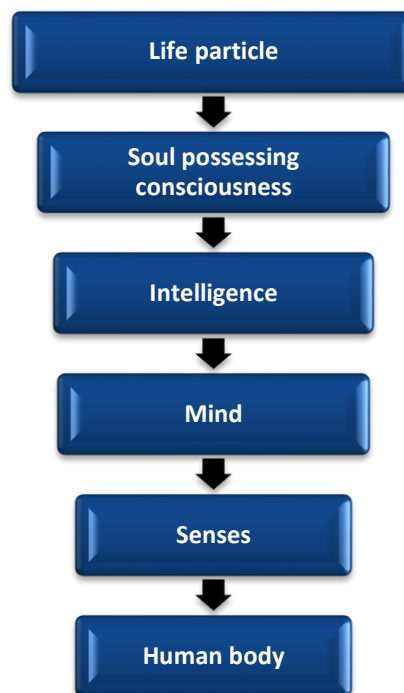 Life particle
Soul possessing
consciousness
Intelligence
Mind
Senses
Human body